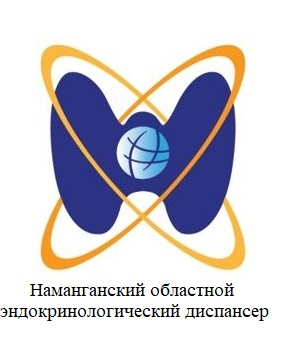 Наманганский областной
эндокринологический диспансер